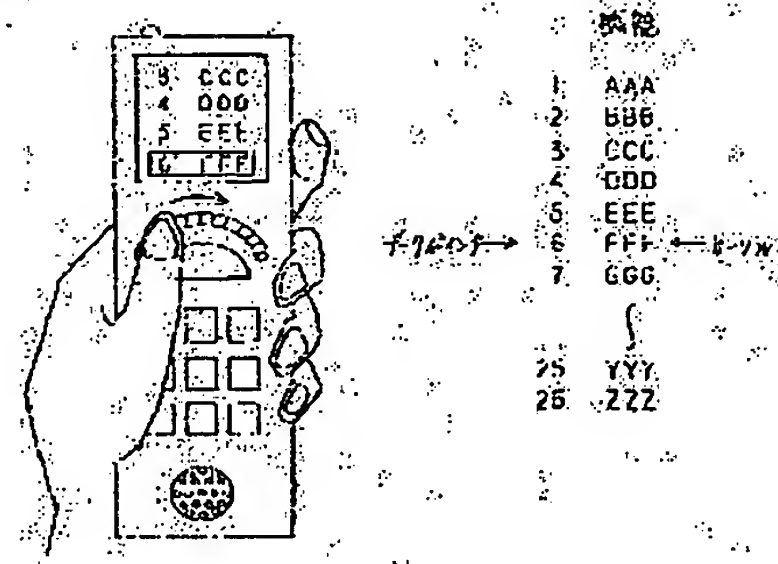 3 CCC
4 DDD
5 EEE
6 FFF
1 AAA
2 BBB
3 CCC
4 DDD
5 EEE
6 FFF
7 GGG
25 YYY
26 ZZZ